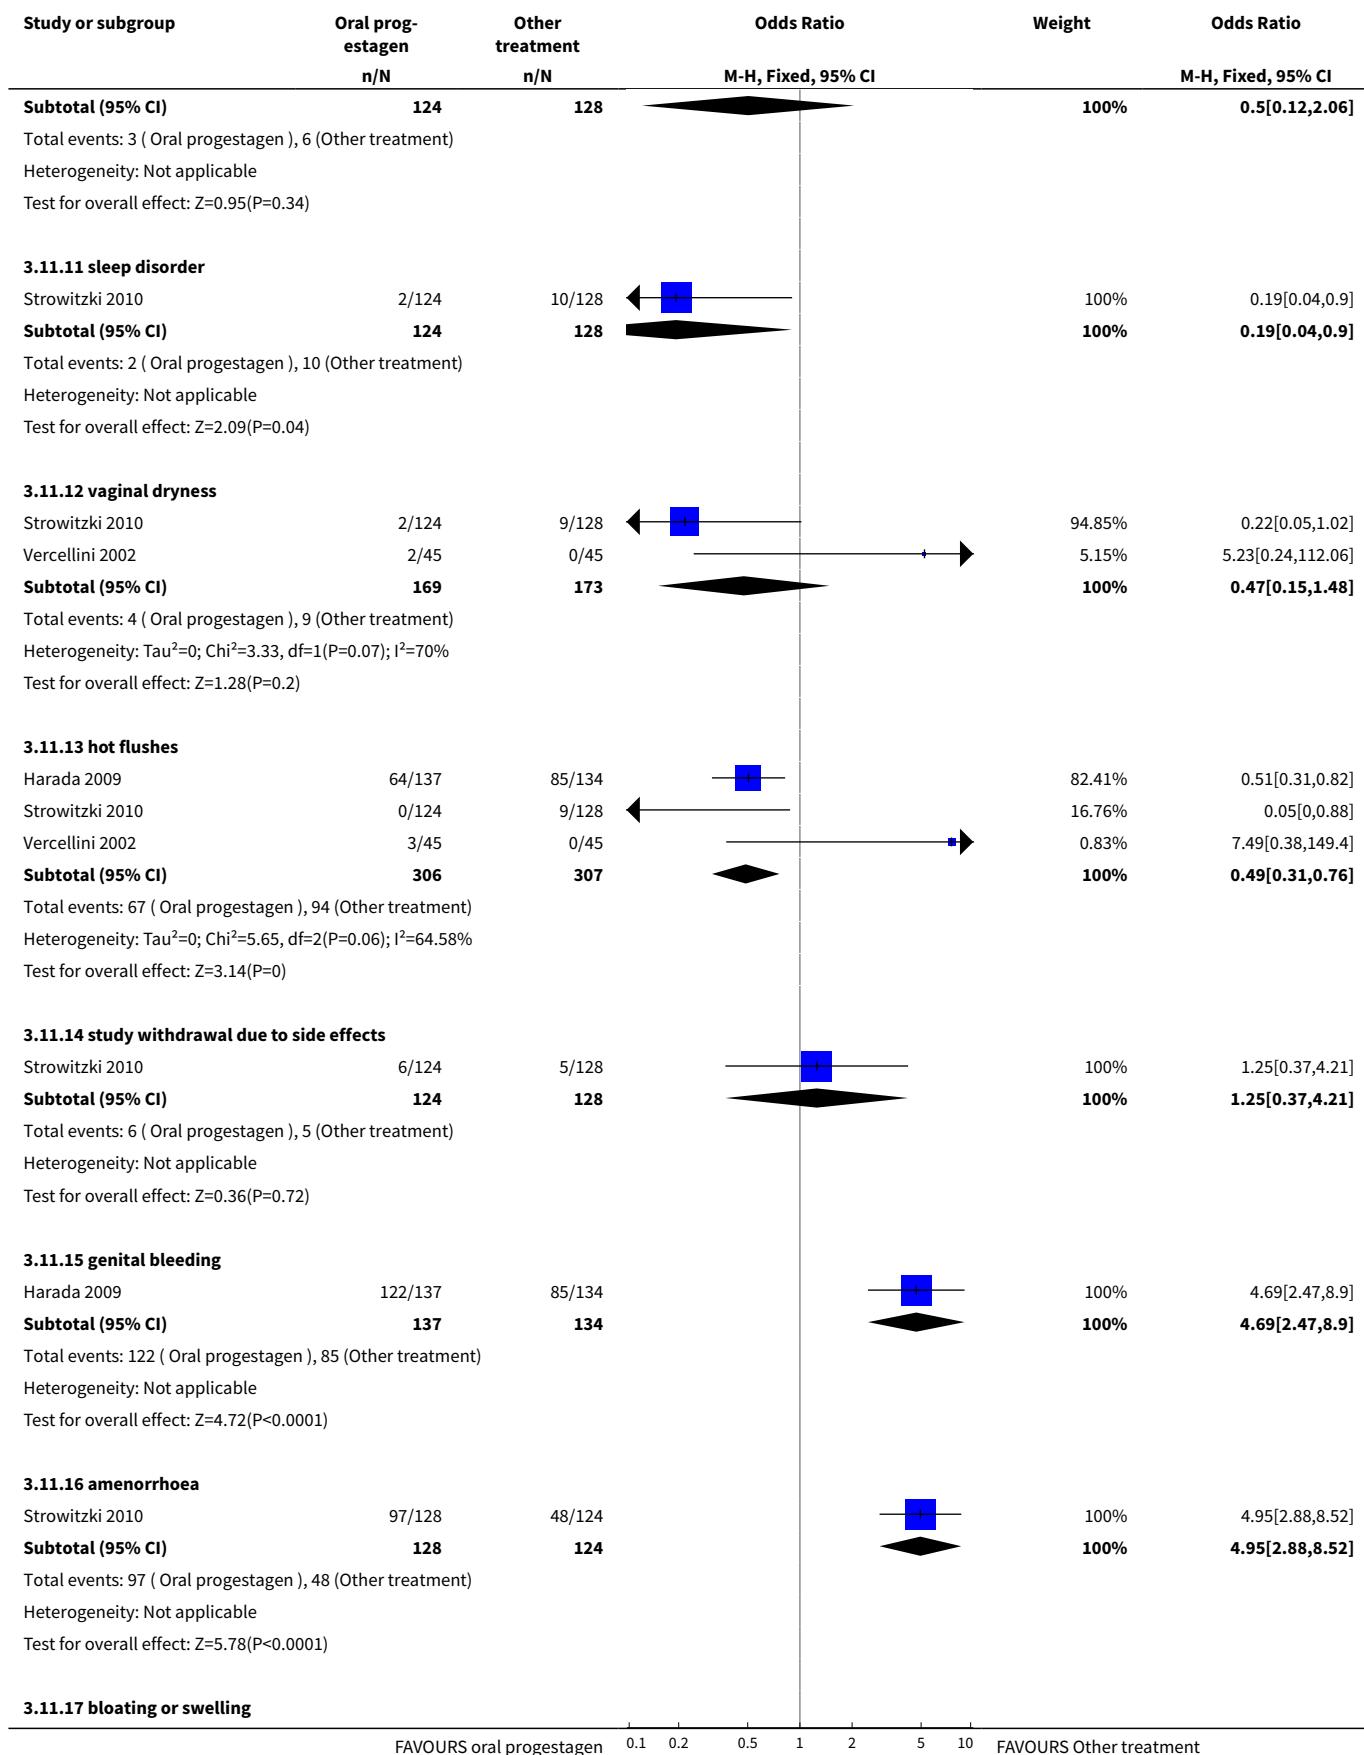 Study or subgroup Oral prog- Other Odds Ratio Weight Odds Ratio
estagen treatment
n/N n/N M-H, Fixed, 95% CI M-H, Fixed, 95% CI
Subtotal (95% CI) 124 128 100% 0.5[0.12,2.06]
Total events: 3 ( Oral progestagen ), 6 (Other treatment)
Heterogeneity: Not applicable
Test for overall effect: Z=0.95(P=0.34)
3.11.11 sleep disorder
Strowitzki 2010 2/124 10/128 100% 0.19[0.04,0.9]
Subtotal (95% CI) 124 128 100% 0.19[0.04,0.9]
Total events: 2 ( Oral progestagen ), 10 (Other treatment)
Heterogeneity: Not applicable
Test for overall effect: Z=2.09(P=0.04)
3.11.12 vaginal dryness
Strowitzki 2010 2/124 9/128 94.85% 0.22[0.05,1.02]
Vercellini 2002 2/45 0/45 5.15% 5.23[0.24,112.06]
Subtotal (95% CI) 169 173 100% 0.47[0.15,1.48]
Total events: 4 ( Oral progestagen ), 9 (Other treatment)
Heterogeneity: Tau²=0; Chi²=3.33, df=1(P=0.07); I²=70%
Test for overall effect: Z=1.28(P=0.2)
3.11.13 hot flushes
Harada 2009 64/137 85/134 82.41% 0.51[0.31,0.82]
Strowitzki 2010 0/124 9/128 16.76% 0.05[0,0.88]
Vercellini 2002 3/45 0/45 0.83% 7.49[0.38,149.4]
Subtotal (95% CI) 306 307 100% 0.49[0.31,0.76]
Total events: 67 ( Oral progestagen ), 94 (Other treatment)
Heterogeneity: Tau²=0; Chi²=5.65, df=2(P=0.06); I²=64.58%
Test for overall effect: Z=3.14(P=0)
3.11.14 study withdrawal due to side effects
Strowitzki 2010 6/124 5/128 100% 1.25[0.37,4.21]
Subtotal (95% CI) 124 128 100% 1.25[0.37,4.21]
Total events: 6 ( Oral progestagen ), 5 (Other treatment)
Heterogeneity: Not applicable
Test for overall effect: Z=0.36(P=0.72)
3.11.15 genital bleeding
Harada 2009 122/137 85/134 100% 4.69[2.47,8.9]
Subtotal (95% CI) 137 134 100% 4.69[2.47,8.9]
Total events: 122 ( Oral progestagen ), 85 (Other treatment)
Heterogeneity: Not applicable
Test for overall effect: Z=4.72(P<0.0001)
3.11.16 amenorrhoea
Strowitzki 2010 97/128 48/124 100% 4.95[2.88,8.52]
Subtotal (95% CI) 128 124 100% 4.95[2.88,8.52]
Total events: 97 ( Oral progestagen ), 48 (Other treatment)
Heterogeneity: Not applicable
Test for overall effect: Z=5.78(P<0.0001)
3.11.17 bloating or swelling
FAVOURS oral progestagen 0.1 0.2 0.5 1 2 5 10 FAVOURS Other treatment